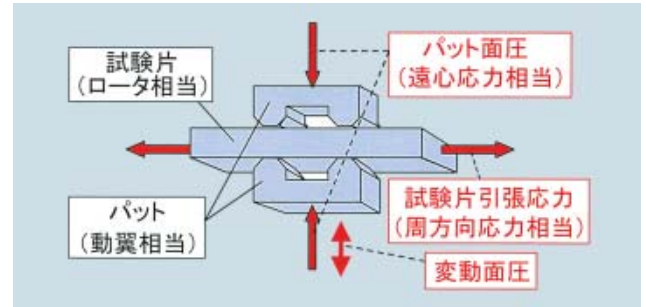 試験片
(ロータ相当)
パット
(動翼相当)
パット面圧
(遠心応力相当)
試験片引張応力
(周方向応力相当)
変動面圧